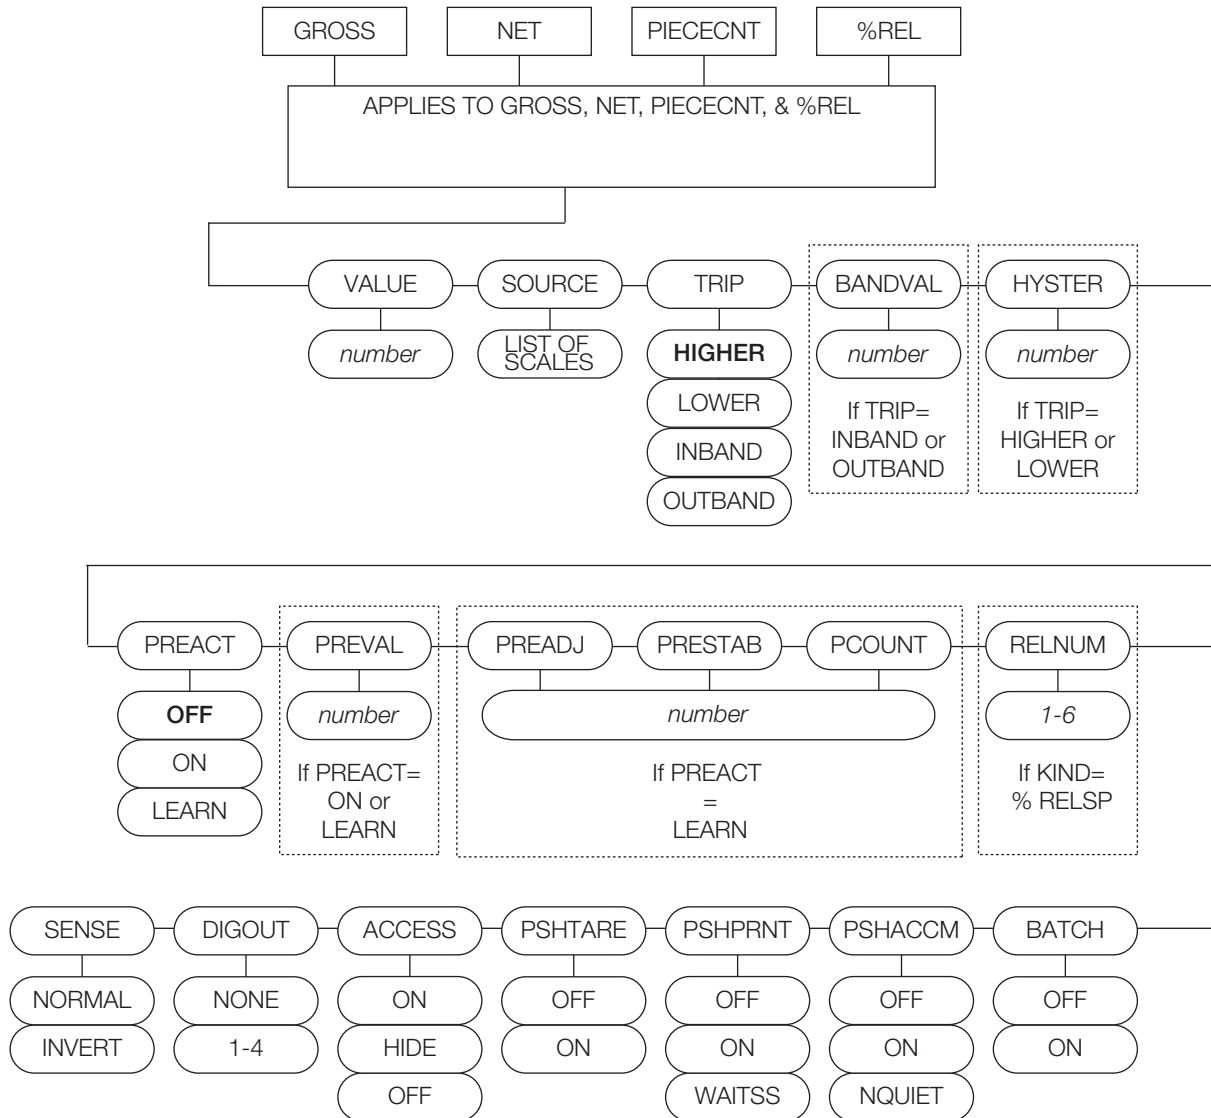 GROSS NET PIECECNT %REL
APPLIES TO GROSS, NET, PIECECNT, & %REL
VALUE SOURCE TRIP BANDVAL HYSTER
number LIST OF SCALES HIGHER number number
LOWER
INBAND
OUTBAND
If TRIP=
INBAND or
OUTBAND
If TRIP=
HIGHER or
LOWER
PREACT PREVAL PREADJ PRESTAB PCOUNT RELNUM
OFF number number 1-6
ON
LEARN
If PREACT=
ON or
LEARN
If PREACT
=
LEARN
If KIND=
% RELSP
SENSE DIGOUT ACCESS PSHTARE PSHPRNT PSHACCM BATCH
NORMAL NONE ON OFF OFF OFF OFF
INVERT 1-4 HIDE ON ON ON ON
OFF WAITSS NQUIET